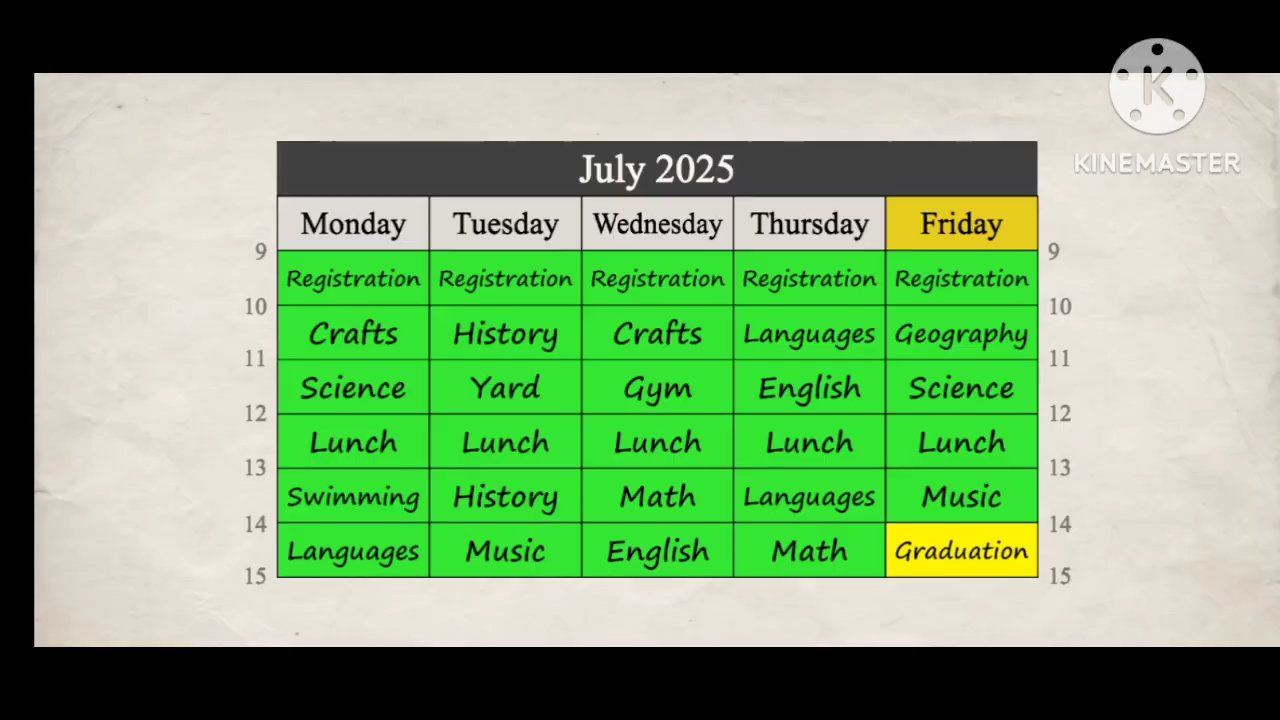 KINEMASTER
July 2025
Monday Tuesday Wednesday Thursday Friday
9 9
Registration Registration Registration Registration Registration
10 10
Crafts History Crafts Languages Geography
11 11
Science Yard Gym English Science
12 12
Lunch Lunch Lunch Lunch Lunch
13 13
Swimming History Math Languages Music
14 14
Languages Music English Math Graduation
15 15